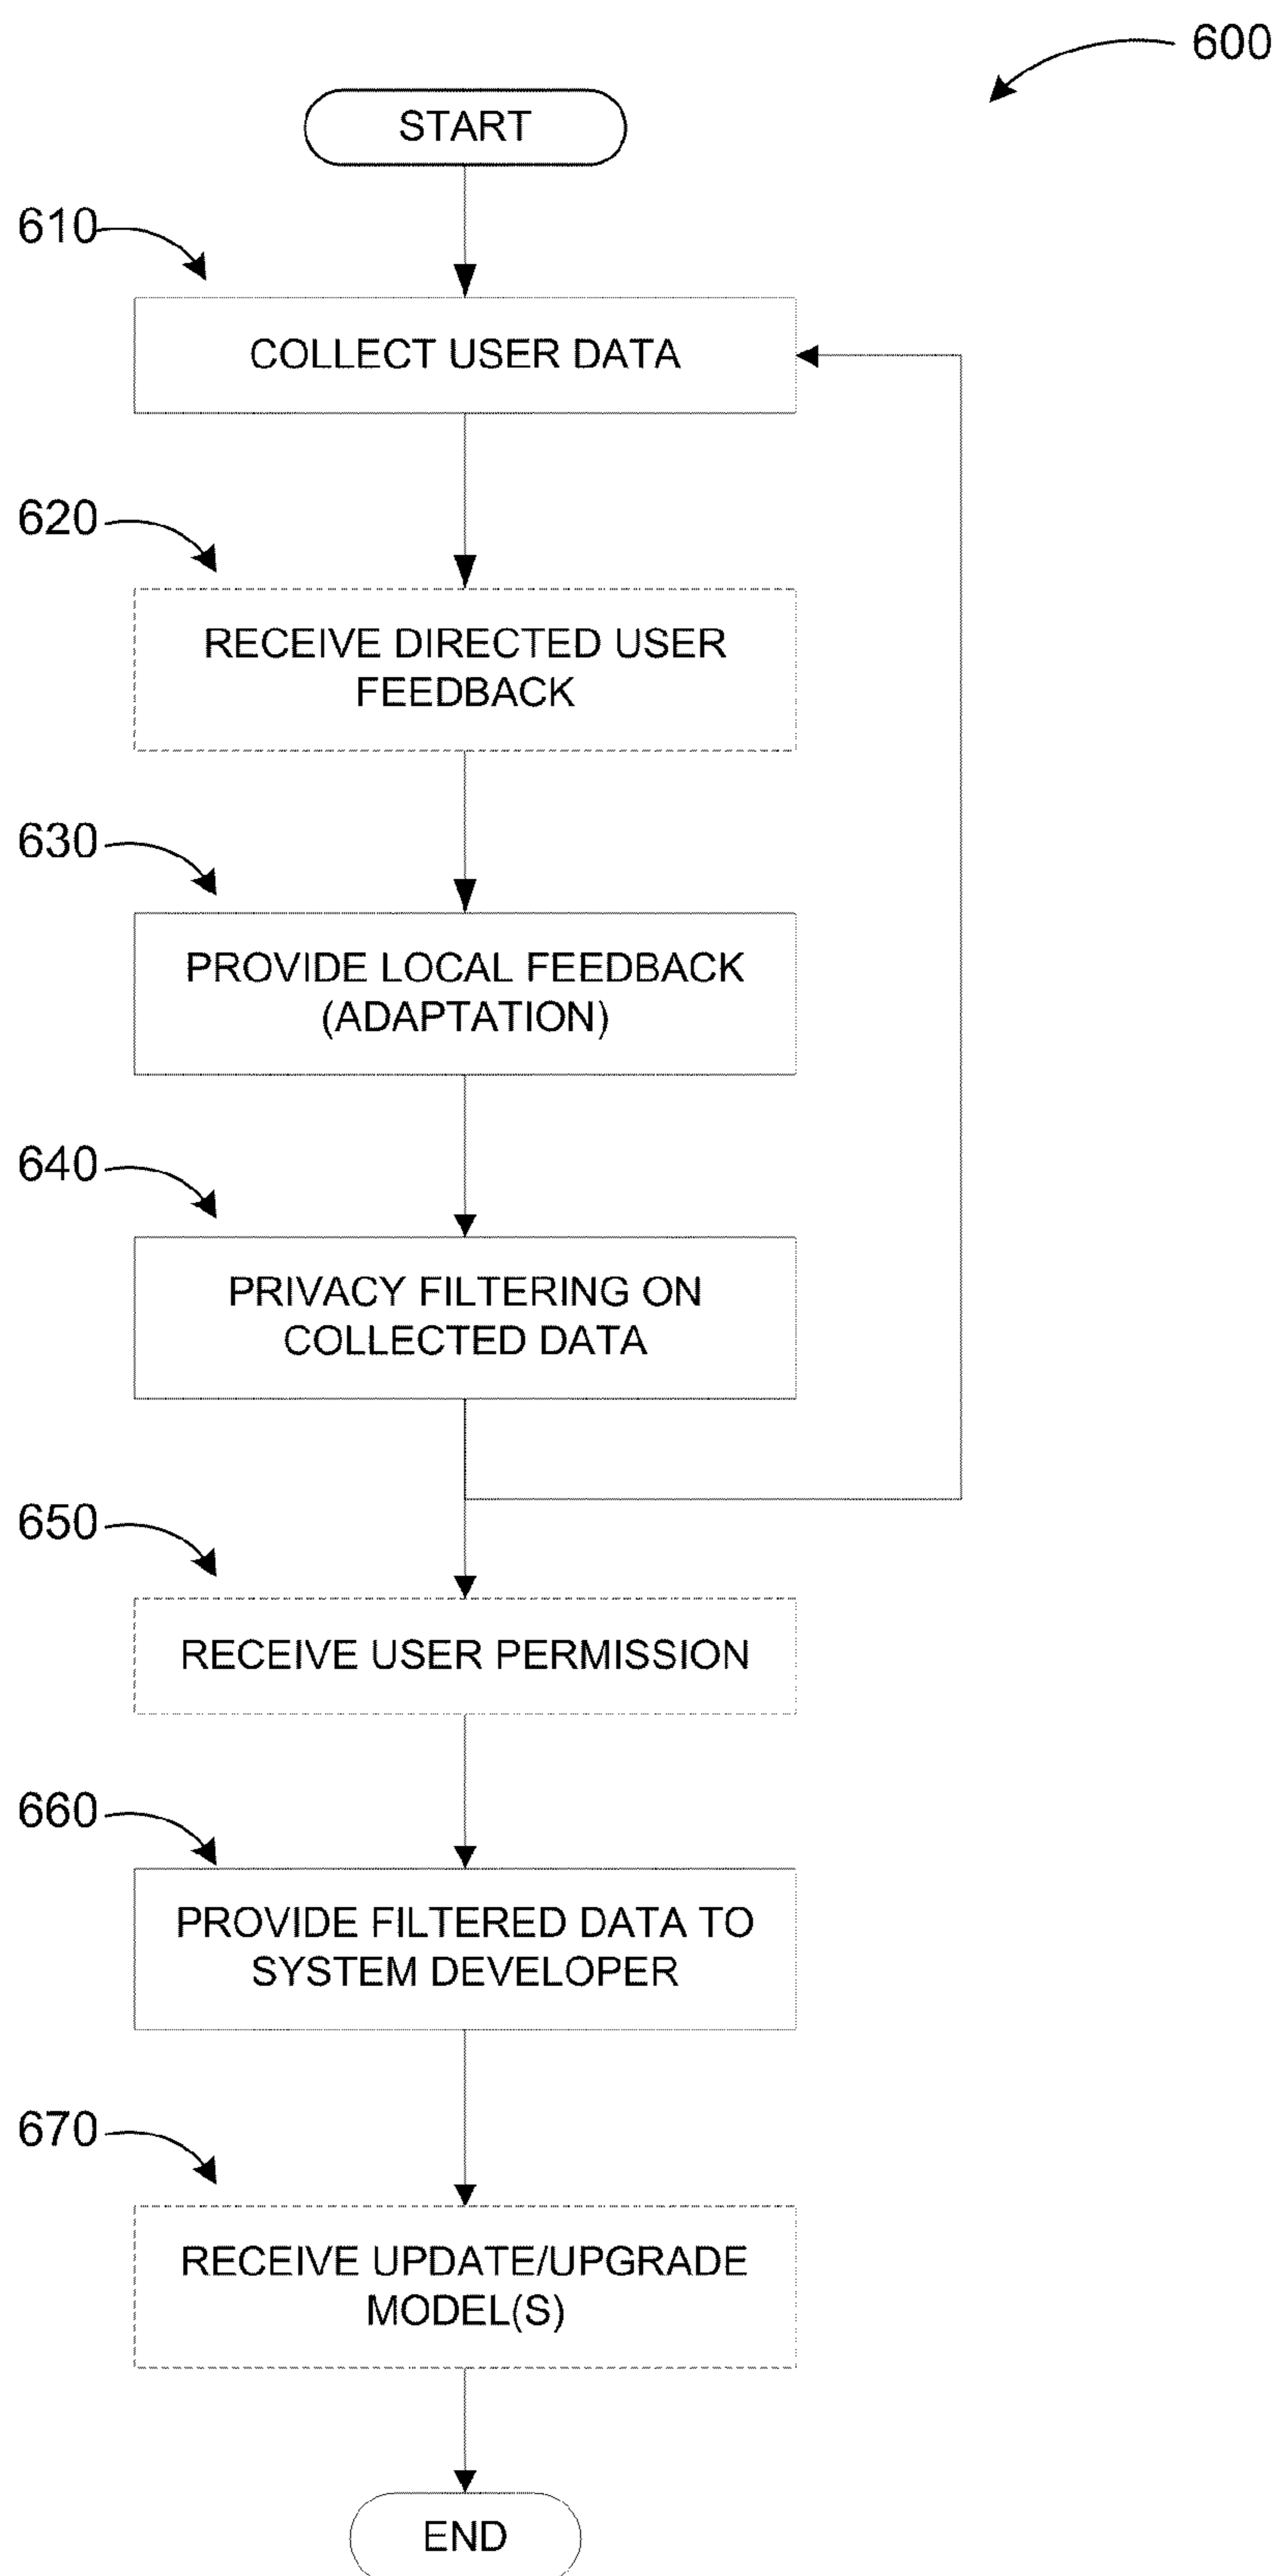 600
START
610
COLLECT USER DATA
620
RECEIVE DIRECTED USER
FEEDBACK
630
PROVIDE LOCAL FEEDBACK
(ADAPTATION)
640
PRIVACY FILTERING ON
COLLECTED DATA
650
RECEIVE USER PERMISSION
660
PROVIDE FILTERED DATA TO
SYSTEM DEVELOPER
670
RECEIVE UPDATE/UPGRADE
MODEL(S)
END